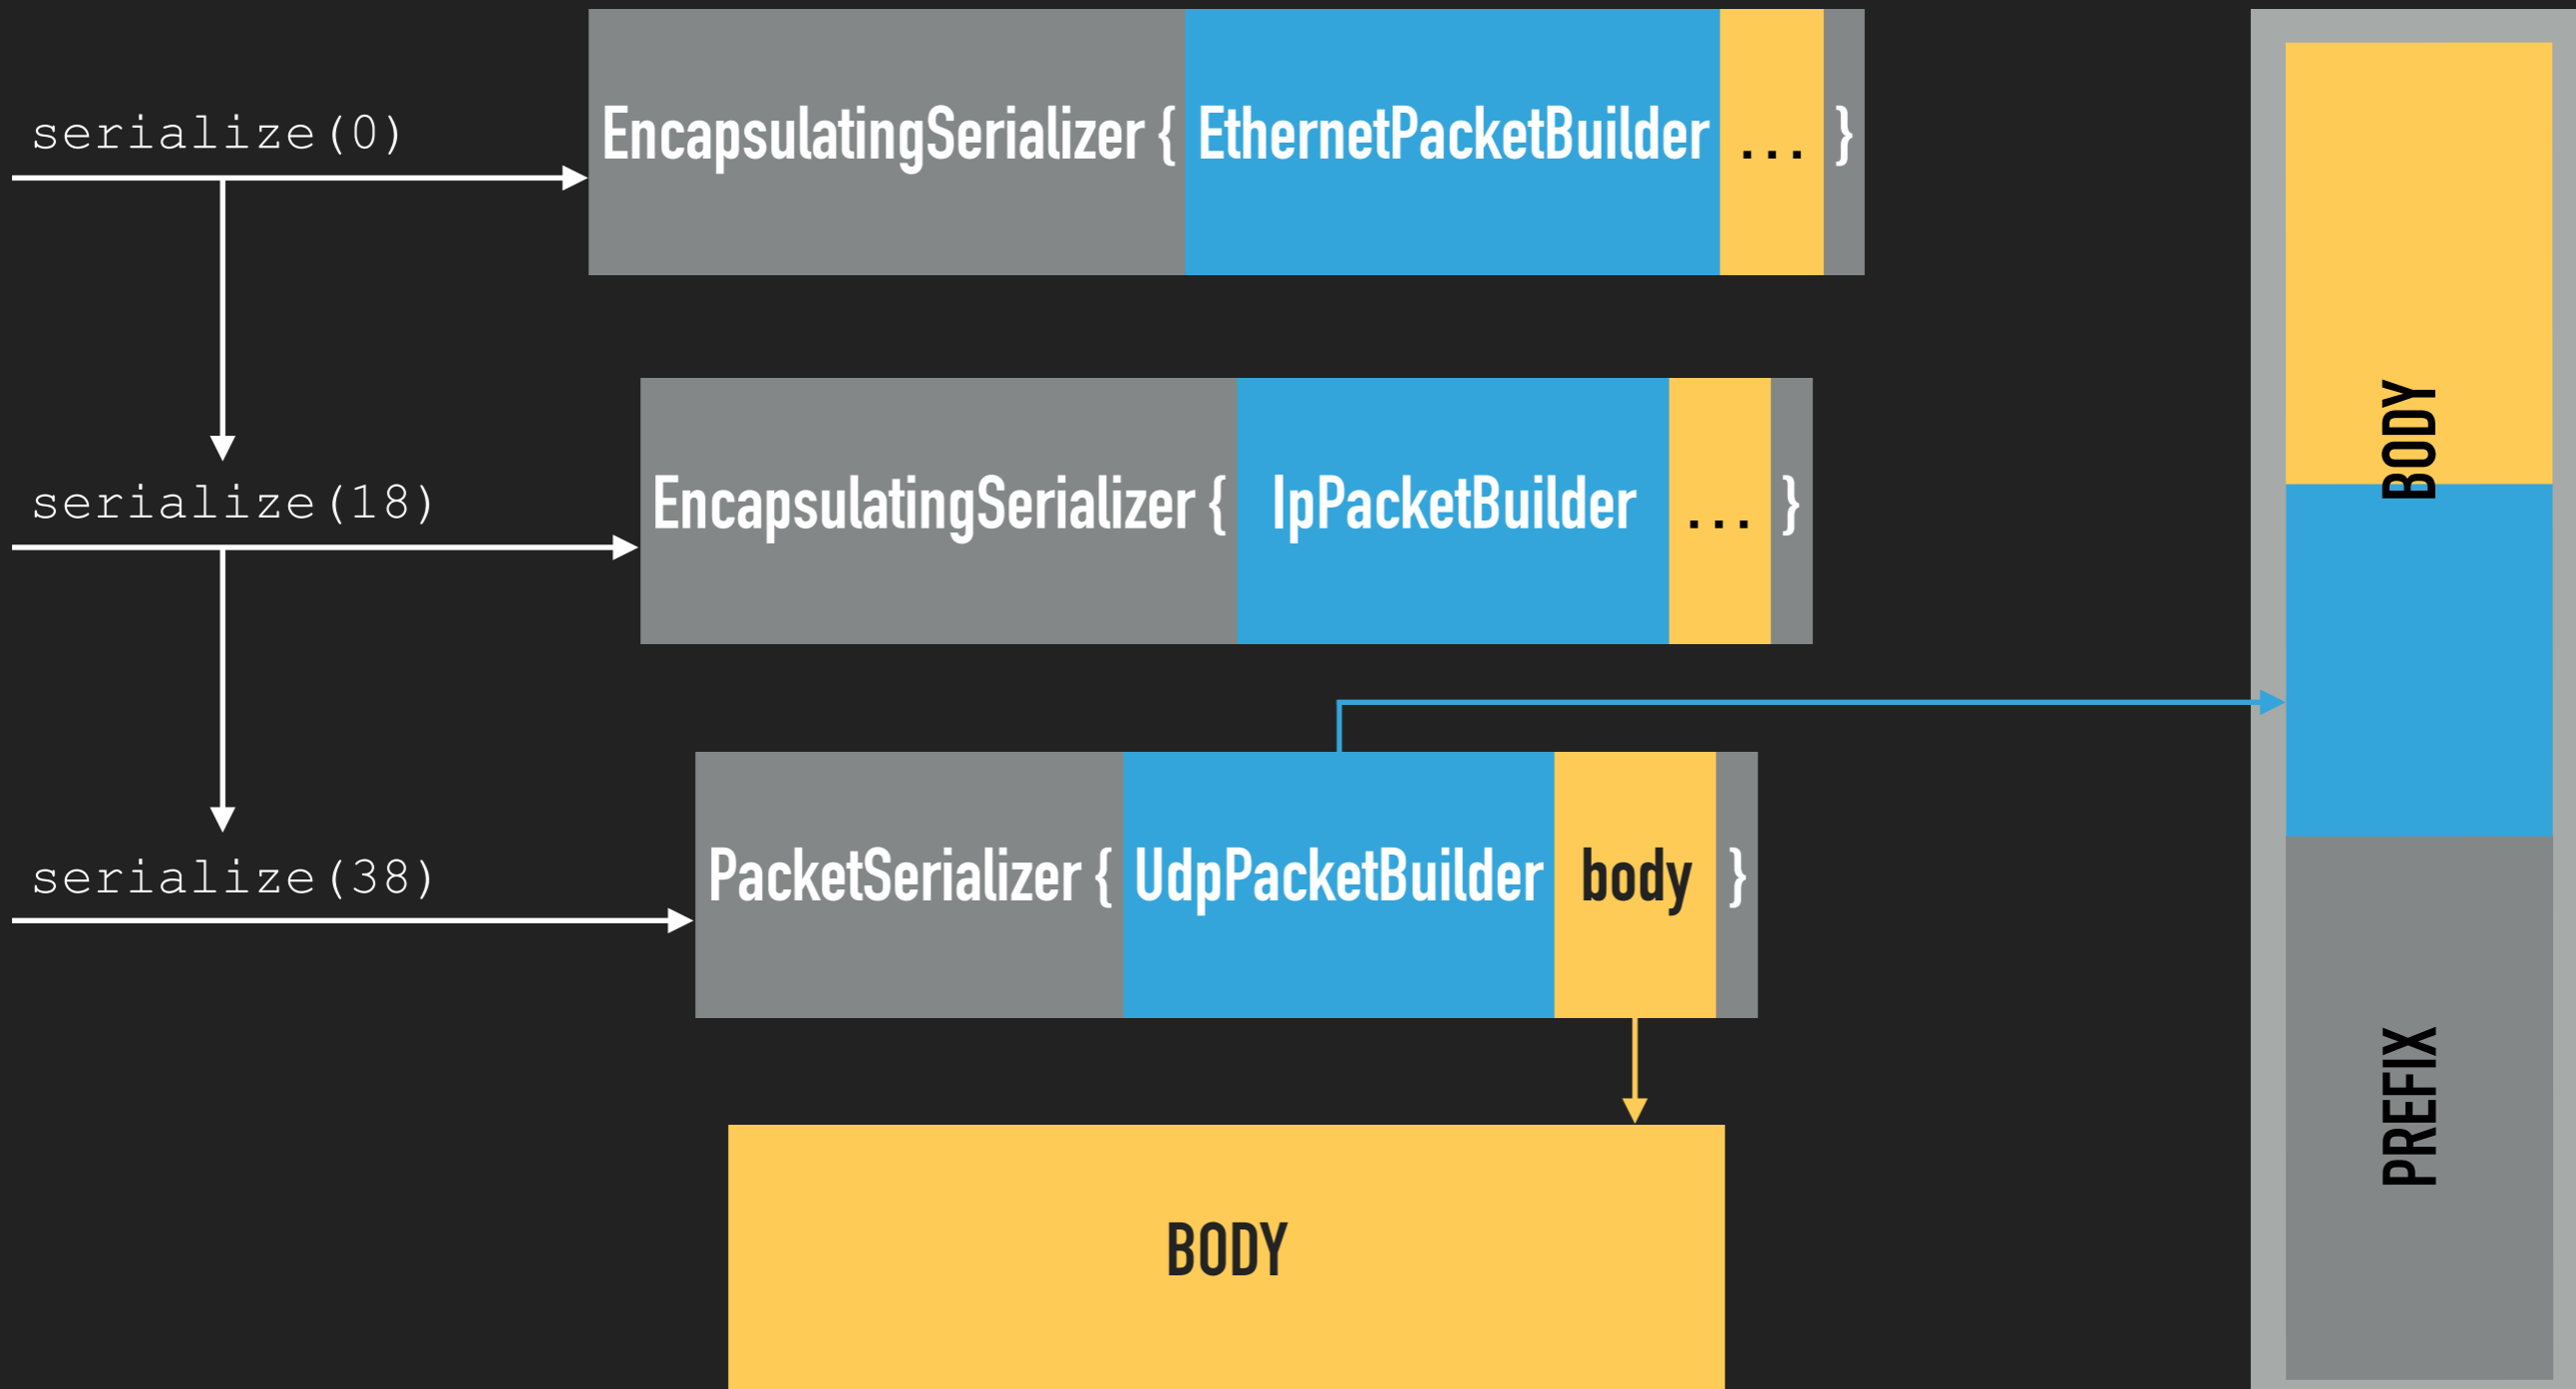 serialize(0)
EncapsulatingSerializer { EthernetPacketBuilder ... }
serialize(18)
EncapsulatingSerializer { IpPacketBuilder ... }
serialize(38)
PacketSerializer { UdpPacketBuilder body }
BODY
BODY
PREFIX